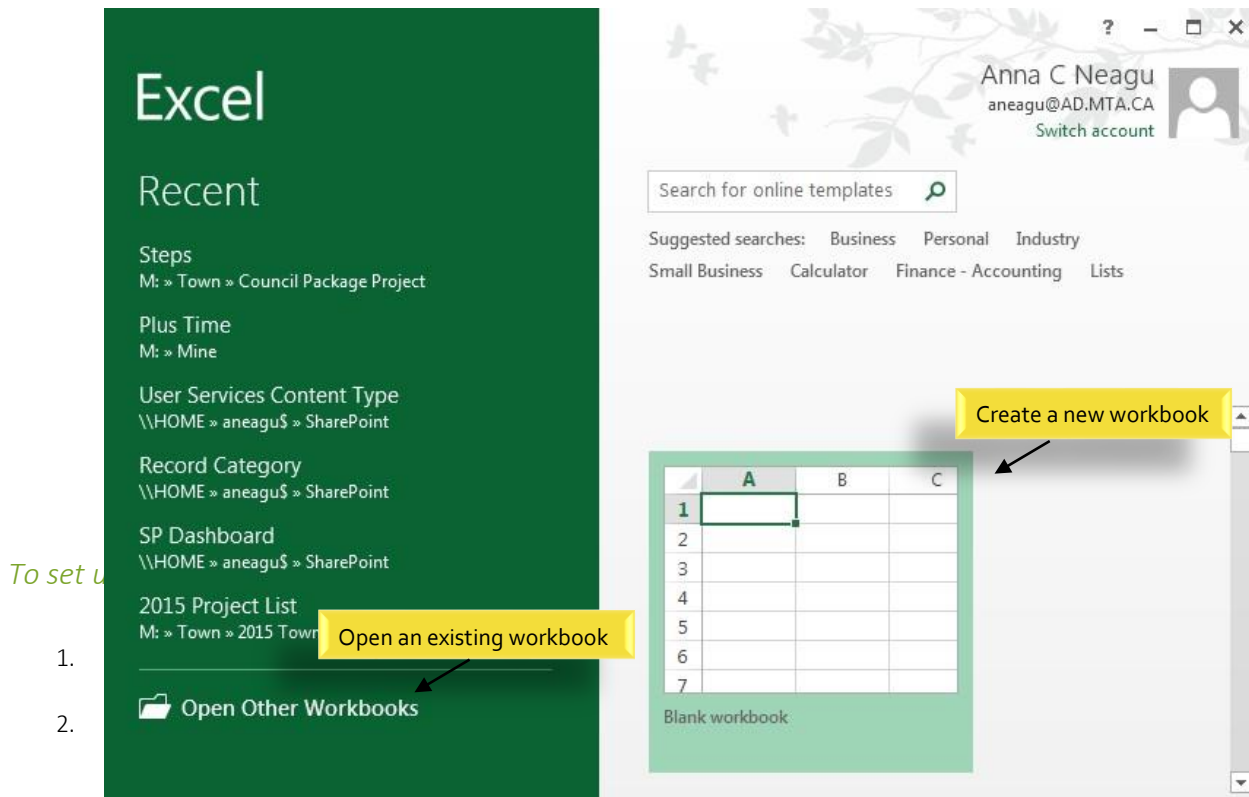 ?
Excel
Anna C Neagu
aneagu@AD.MTA.CA
Switch account
Recent
Search for online templates
Suggested searches: Business Personal Industry
Small Business Calculator Finance - Accounting Lists
Steps
M: » Town » Council Package Project
Plus Time
M: » Mine
User Services Content Type
\\HOME » aneagu$ » SharePoint
Record Category
\\HOME » aneagu$ » SharePoint
SP Dashboard
\\HOME » aneagu$ » SharePoint
2015 Project List
M: » Town » 2015 Town
Open an existing workbook
Open Other Workbooks
Create a new workbook
A B C
1
2
3
4
5
6
7
Blank workbook
To set u
1.
2.